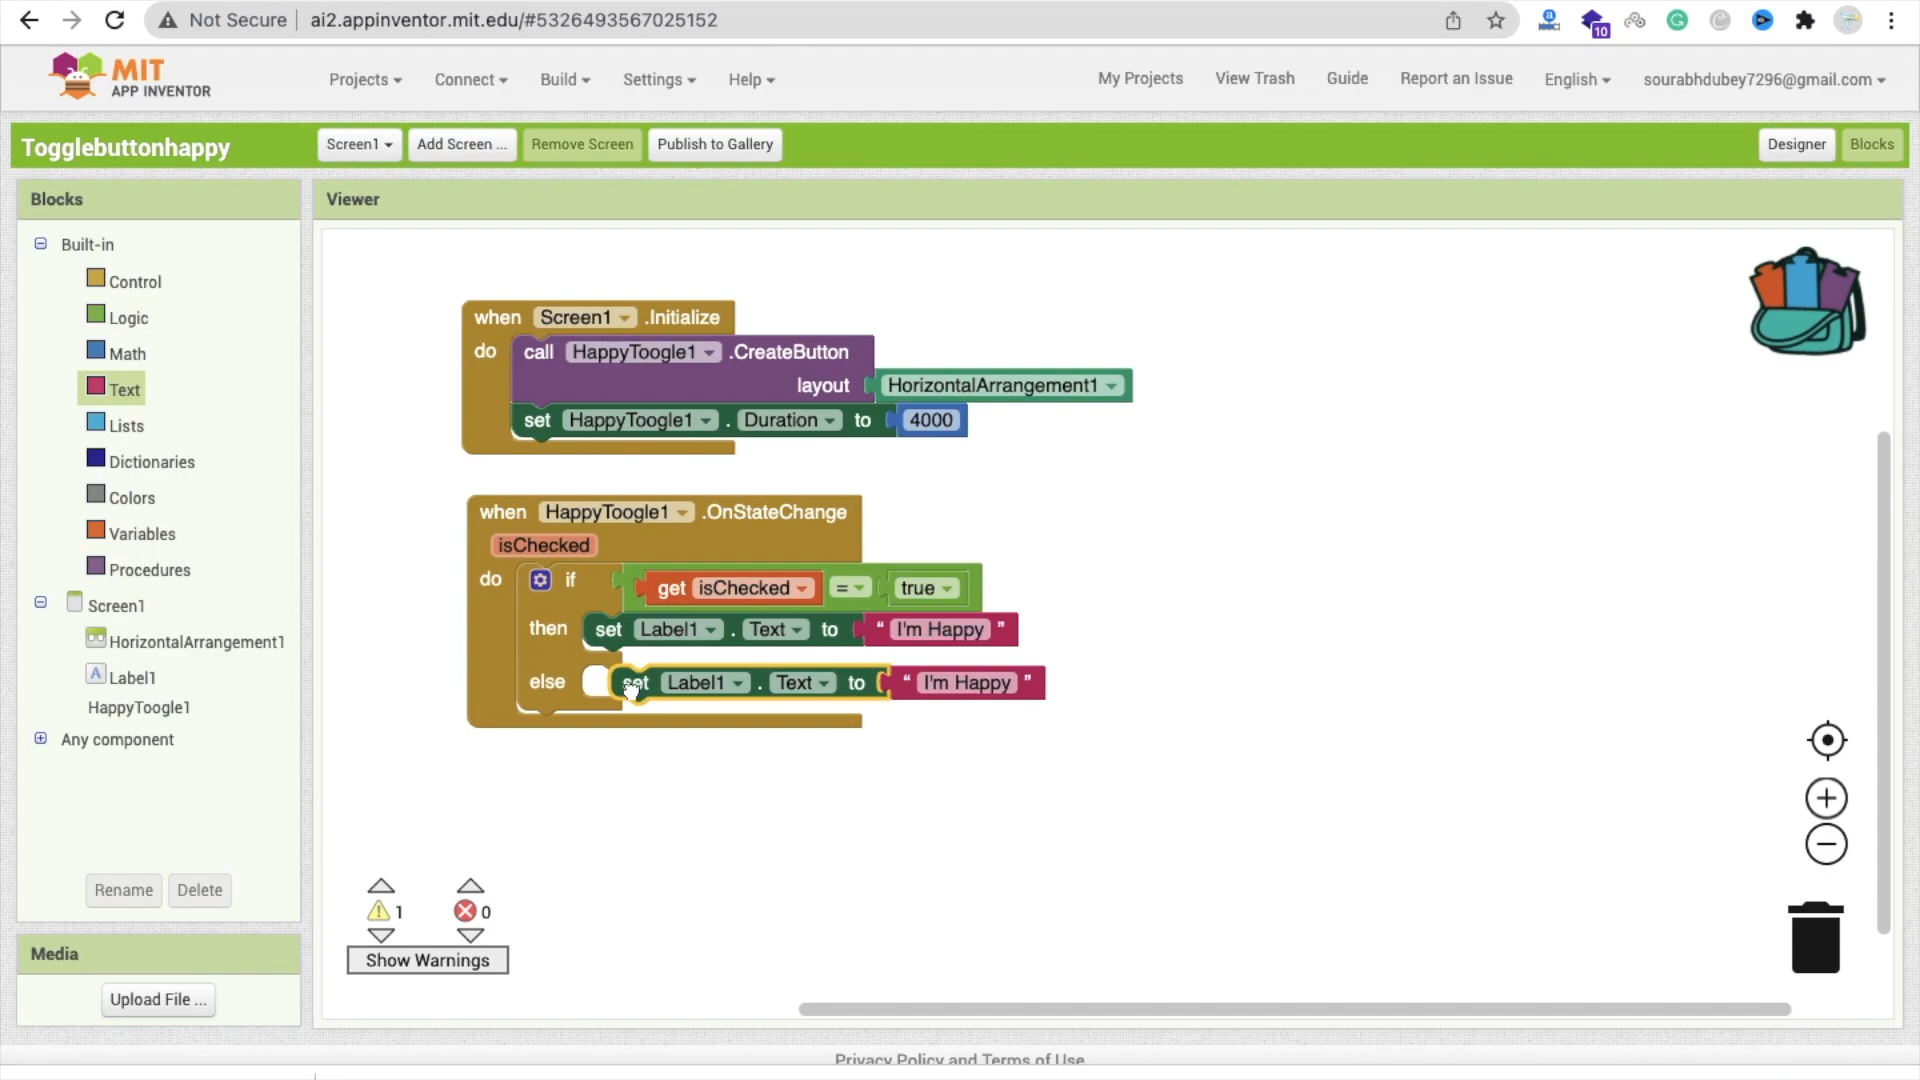 Not Secure ai2.appinventor.mit.edu/#5326493567025152
10
MIT
APP INVENTOR
Projects Connect Build Settings Help My Projects View Trash Guide Report an Issue English sourabhdubey7296@gmail.com
Togglebuttonhappy Screen1 Add Screen ... Remove Screen Publish to Gallery Designer Blocks
Blocks
Viewer
Built-in
Control
Logic
Math
Text
Lists
Dictionaries
Colors
Variables
Procedures
Screen1
HorizontalArrangement1
A Label1
HappyToogle1
Any component
Rename Delete
Media
Upload File ...
when Screen1 .Initialize
do call HappyToogle1 .CreateButton
layout HorizontalArrangement1
set HappyToogle1 . Duration to 4000
when HappyToogle1 .OnStateChange
isChecked
do if get isChecked = true
then set Label1 . Text to “ I'm Happy ”
else set Label1 . Text to “ I'm Happy ”
1 0
Show Warnings
Privacy Policy and Terms of Use